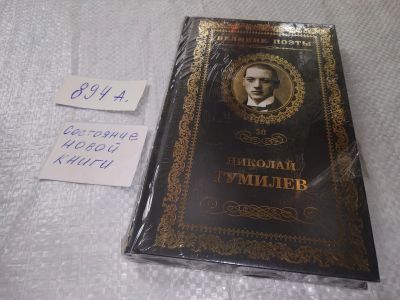 894 А.
Состояние
новой
книги
ВЕЛИКИЕ ПОЭТЫ
30
НИКОЛАЙ
ГУМИЛЕВ